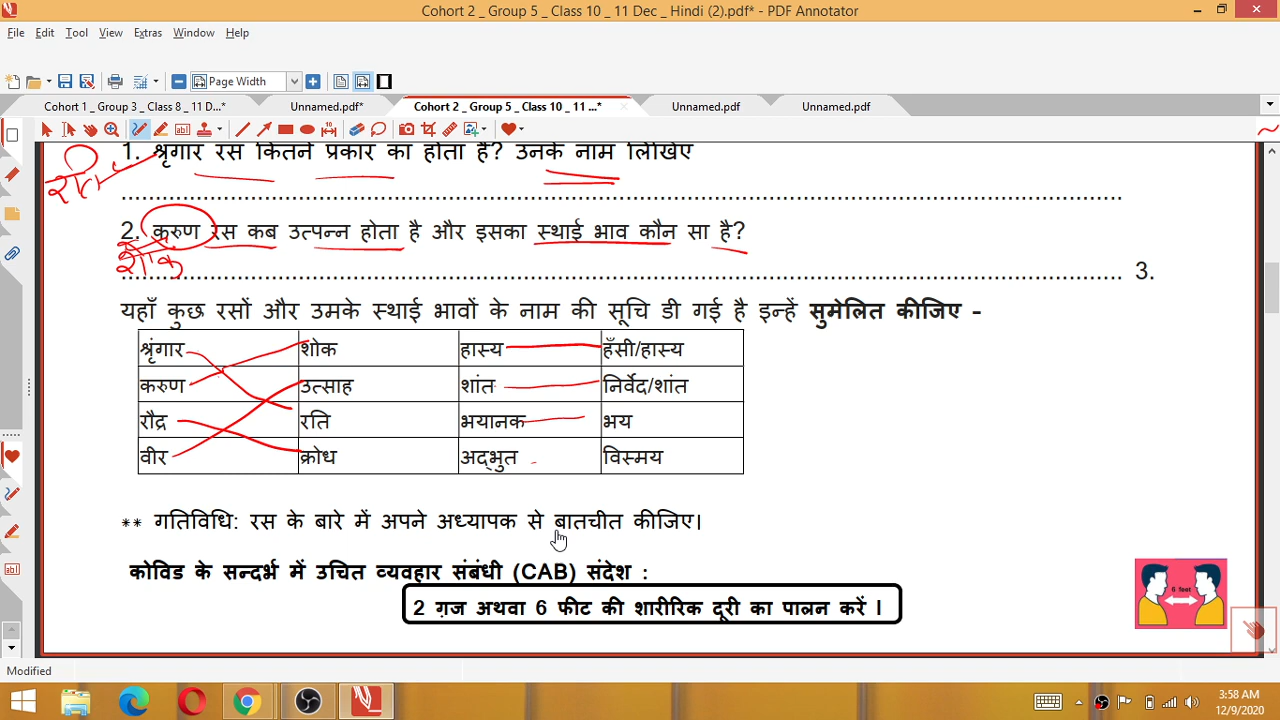 Cohort 2 _ Group 5 _ Class 10 _ 11 Dec _ Hindi (2).pdf* - PDF Annotator
File Edit Tool View Extras Window Help
Page Width
Cohort 1 _ Group 3 _ Class 8 _ 11 D...* Unnamed.pdf* Cohort 2 _ Group 5 _ Class 10 _ 11 ...* Unnamed.pdf Unnamed.pdf
1. श्रृंगार रस कितने प्रकार का होता है? उनके नाम लिखिए
2. करुण रस कब उत्पन्न होता है और इसका स्थाई भाव कौन सा है?
3.
यहाँ कुछ रसों और उमके स्थाई भावों के नाम की सूचि डी गई है इन्हें सुमेलित कीजिए -
श्रृंगार शोक हास्य हँसी/हास्य
करुण उत्साह शांत निर्वेद/शांत
रौद्र रति भयानक भय
वीर क्रोध अद्भुत विस्मय
** गतिविधि: रस के बारे में अपने अध्यापक से बातचीत कीजिए।
कोविड के सन्दर्भ में उचित व्यवहार संबंधी (CAB) संदेश :
2 ग़ज अथवा 6 फीट की शारीरिक दूरी का पालन करें ।
6 feet
Modified
3:58 AM
12/9/2020